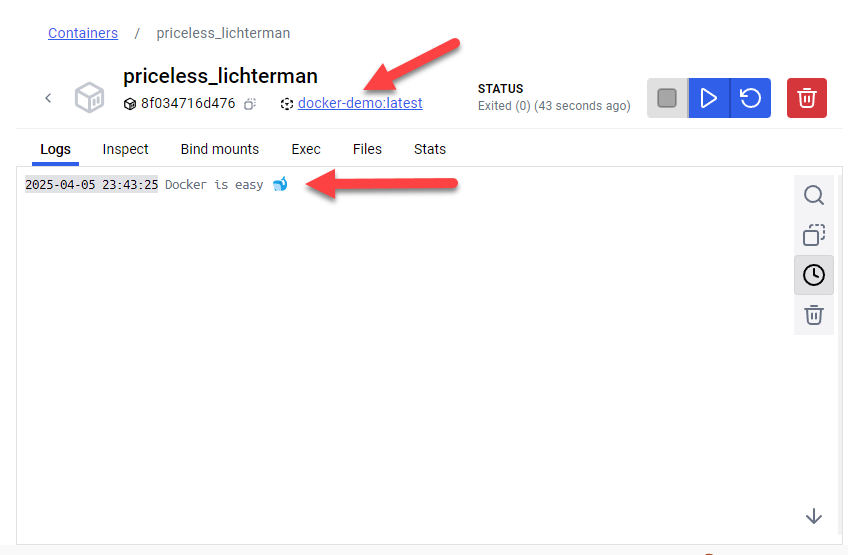 Containers / priceless_lichterman
priceless_lichterman
8f034716d476 docker-demo:latest
STATUS
Exited (0) (43 seconds ago)
Logs Inspect Bind mounts Exec Files Stats
2025-04-05 23:43:25 Docker is easy 🐋